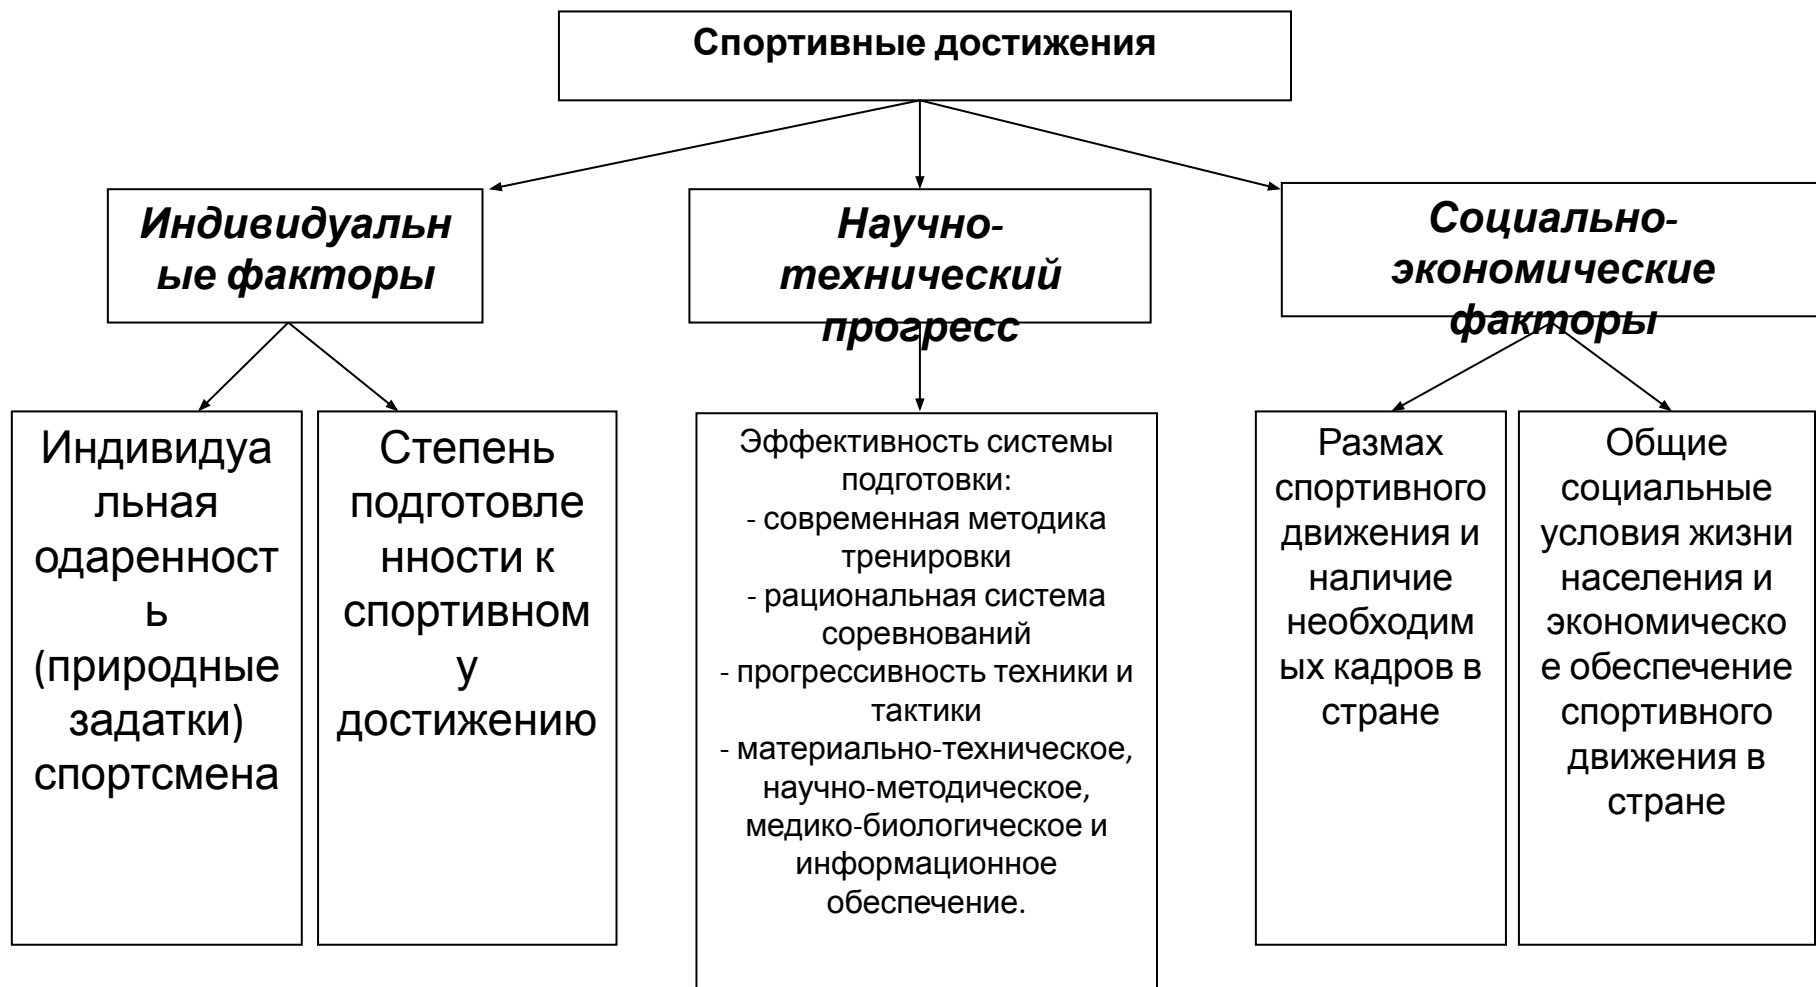 Спортивные достижения
Индивидуальн
ые факторы
Научно-
технический
прогресс
Социально-
экономические
факторы
Индивидуа
льная
одаренност
ь
(природные
задатки)
спортсмена
Степень
подготовле
нности к
спортивном
у
достижению
Эффективность системы
подготовки:
- современная методика
тренировки
- рациональная система
соревнований
- прогрессивность техники и
тактики
- материально-техническое,
научно-методическое,
медико-биологическое и
информационное
обеспечение.
Размах
спортивного
движения и
наличие
необходим
ых кадров в
стране
Общие
социальные
условия жизни
населения и
экономическо
е обеспечение
спортивного
движения в
стране